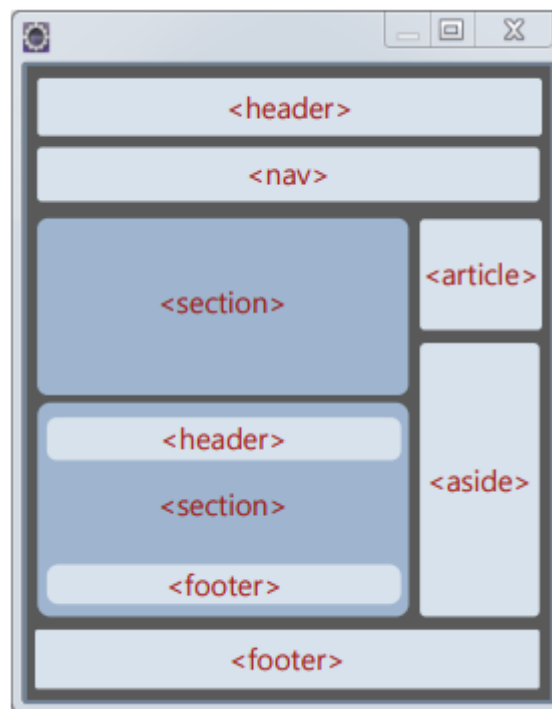 <header>
<nav>
<section>
<article>
<header>
<section>
<aside>
<footer>
<footer>